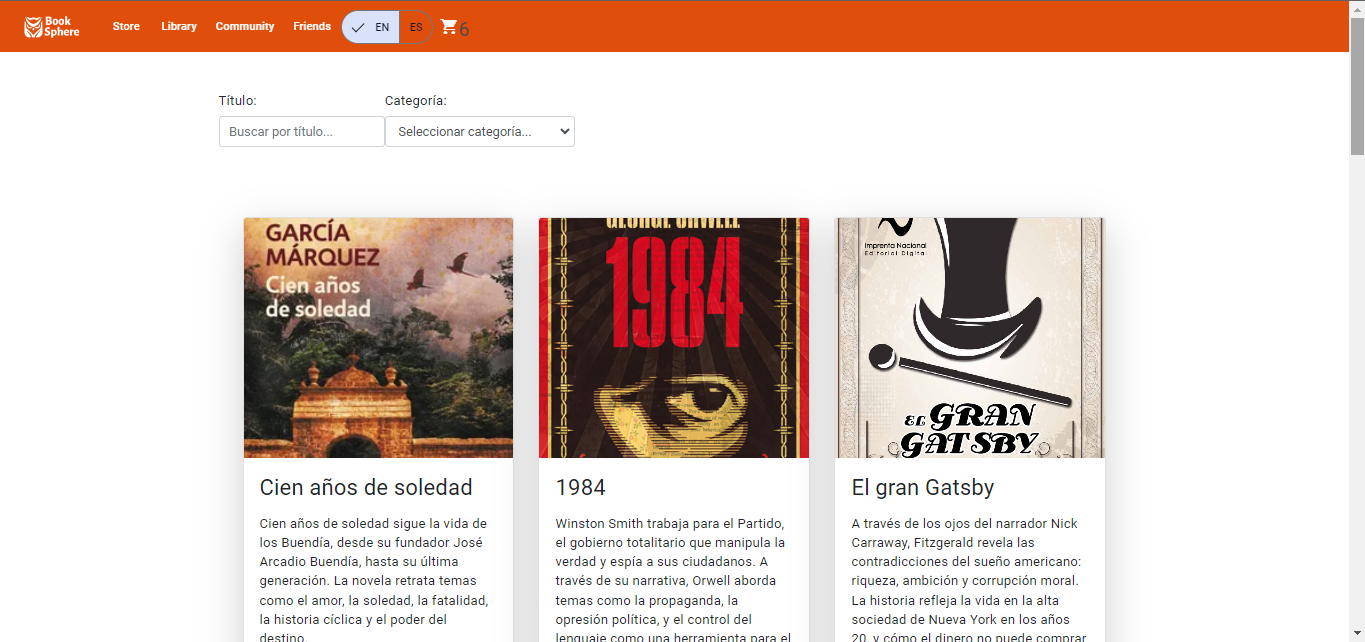 Book
Sphere
Store
Library
Community
Friends
EN
ES
6
Título:
Categoría:
Buscar por título...
Seleccionar categoría...
GARCÍA
MÁRQUEZ
Cien años
de soledad
GEORGE ORWELL
1984
Imprenta Nacional
Editorial Digital
EL GRAN
GATSBY
Cien años de soledad
Cien años de soledad sigue la vida de
los Buendía, desde su fundador José
Arcadio Buendía, hasta su última
generación. La novela retrata temas
como el amor, la soledad, la fatalidad,
la historia cíclica y el poder del
destino.
1984
Winston Smith trabaja para el Partido,
el gobierno totalitario que manipula la
verdad y espía a sus ciudadanos. A
través de su narrativa, Orwell aborda
temas como la propaganda, la
opresión política, y el control del
lenguaje como una herramienta para el
El gran Gatsby
A través de los ojos del narrador Nick
Carraway, Fitzgerald revela las
contradicciones del sueño americano:
riqueza, ambición y corrupción moral.
La historia refleja la vida en la alta
sociedad de Nueva York en los años
20, y cómo el dinero no puede comprar